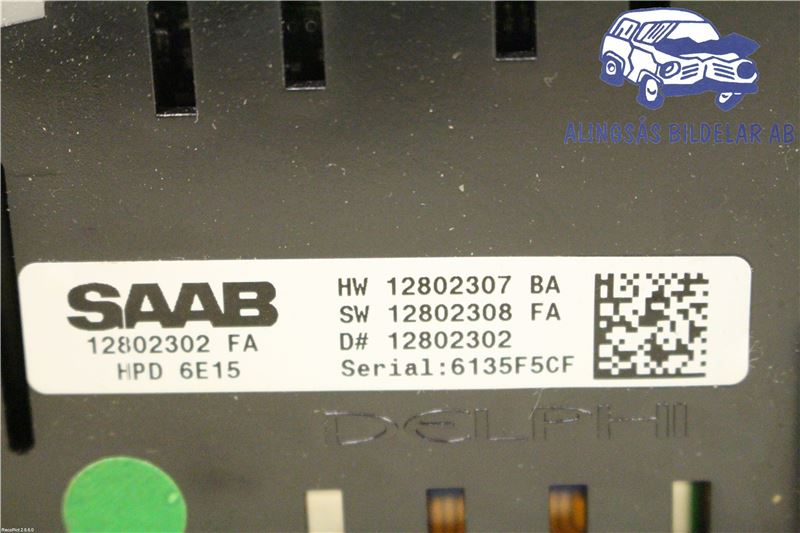 ALINGSÅS BILDELAR AB
SAAB
12802302 FA
HPD 6E15
HW 12802307 BA
SW 12802308 FA
D# 12802302
Serial:6135F5CF
DELPHI